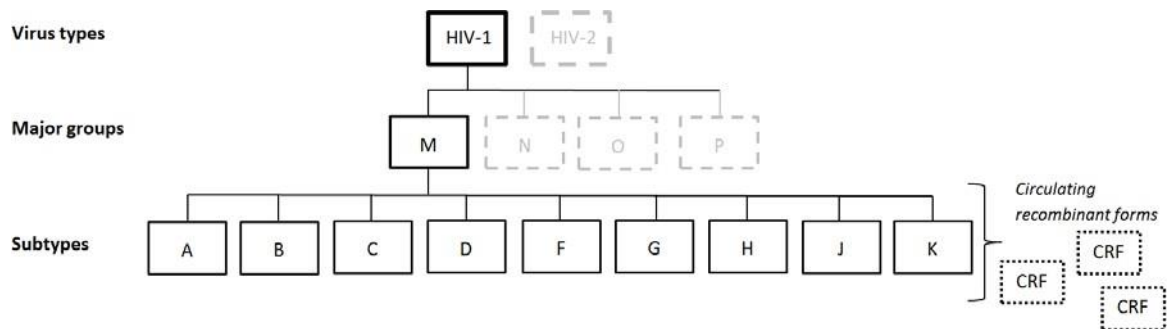 Virus types
HIV-1
HIV-2
Major groups
M
N
O
P
Subtypes
A
B
C
D
F
G
H
J
K
Circulating
recombinant forms
CRF
CRF
CRF